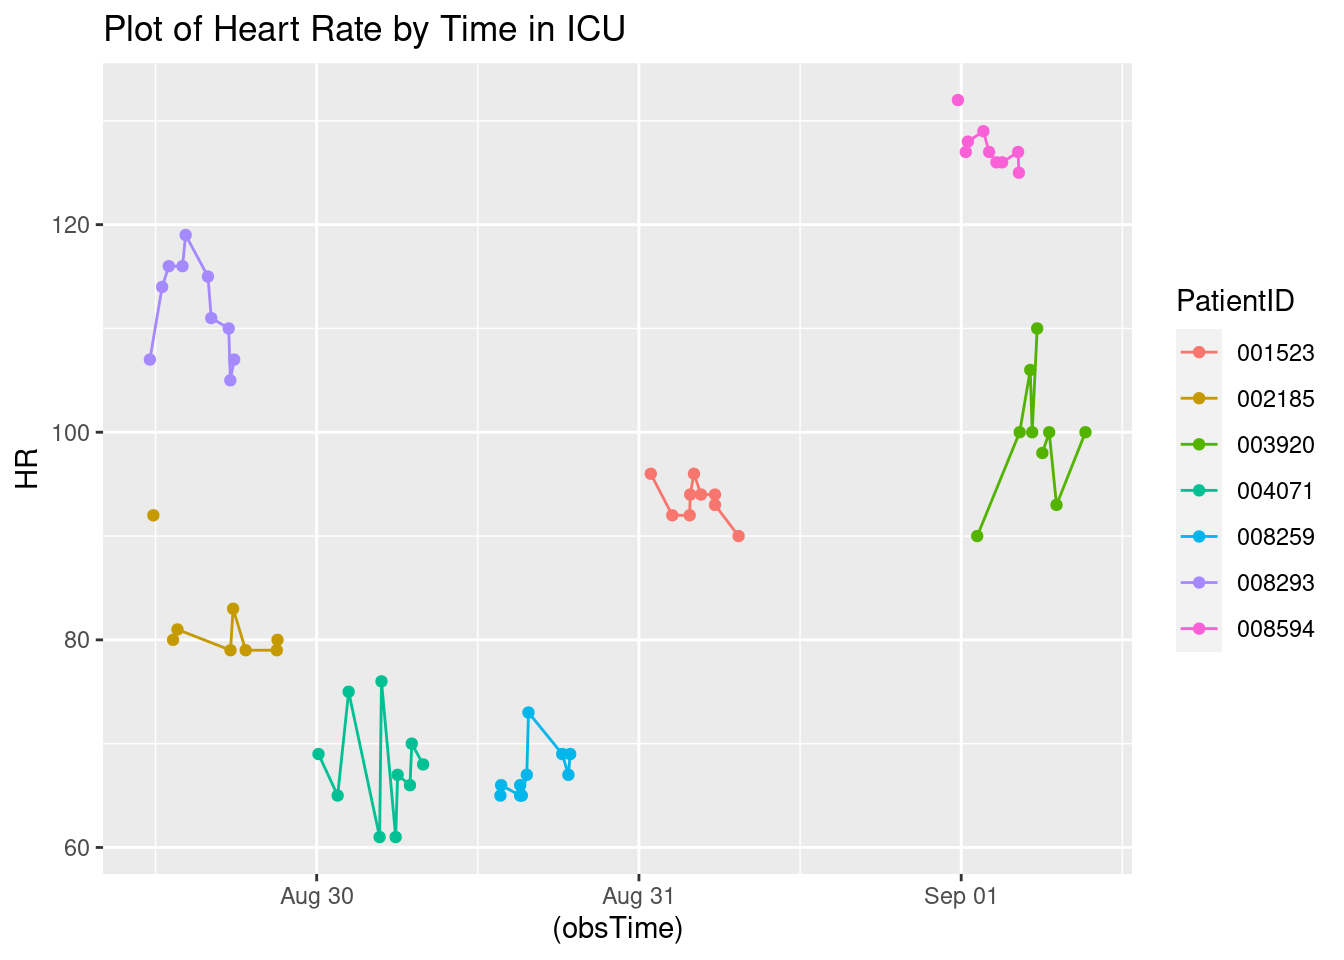 Plot of Heart Rate by Time in ICU
HR
120
100
80
60
Aug 30
Aug 31
Sep 01
(obsTime)
PatientID
001523
002185
003920
004071
008259
008293
008594